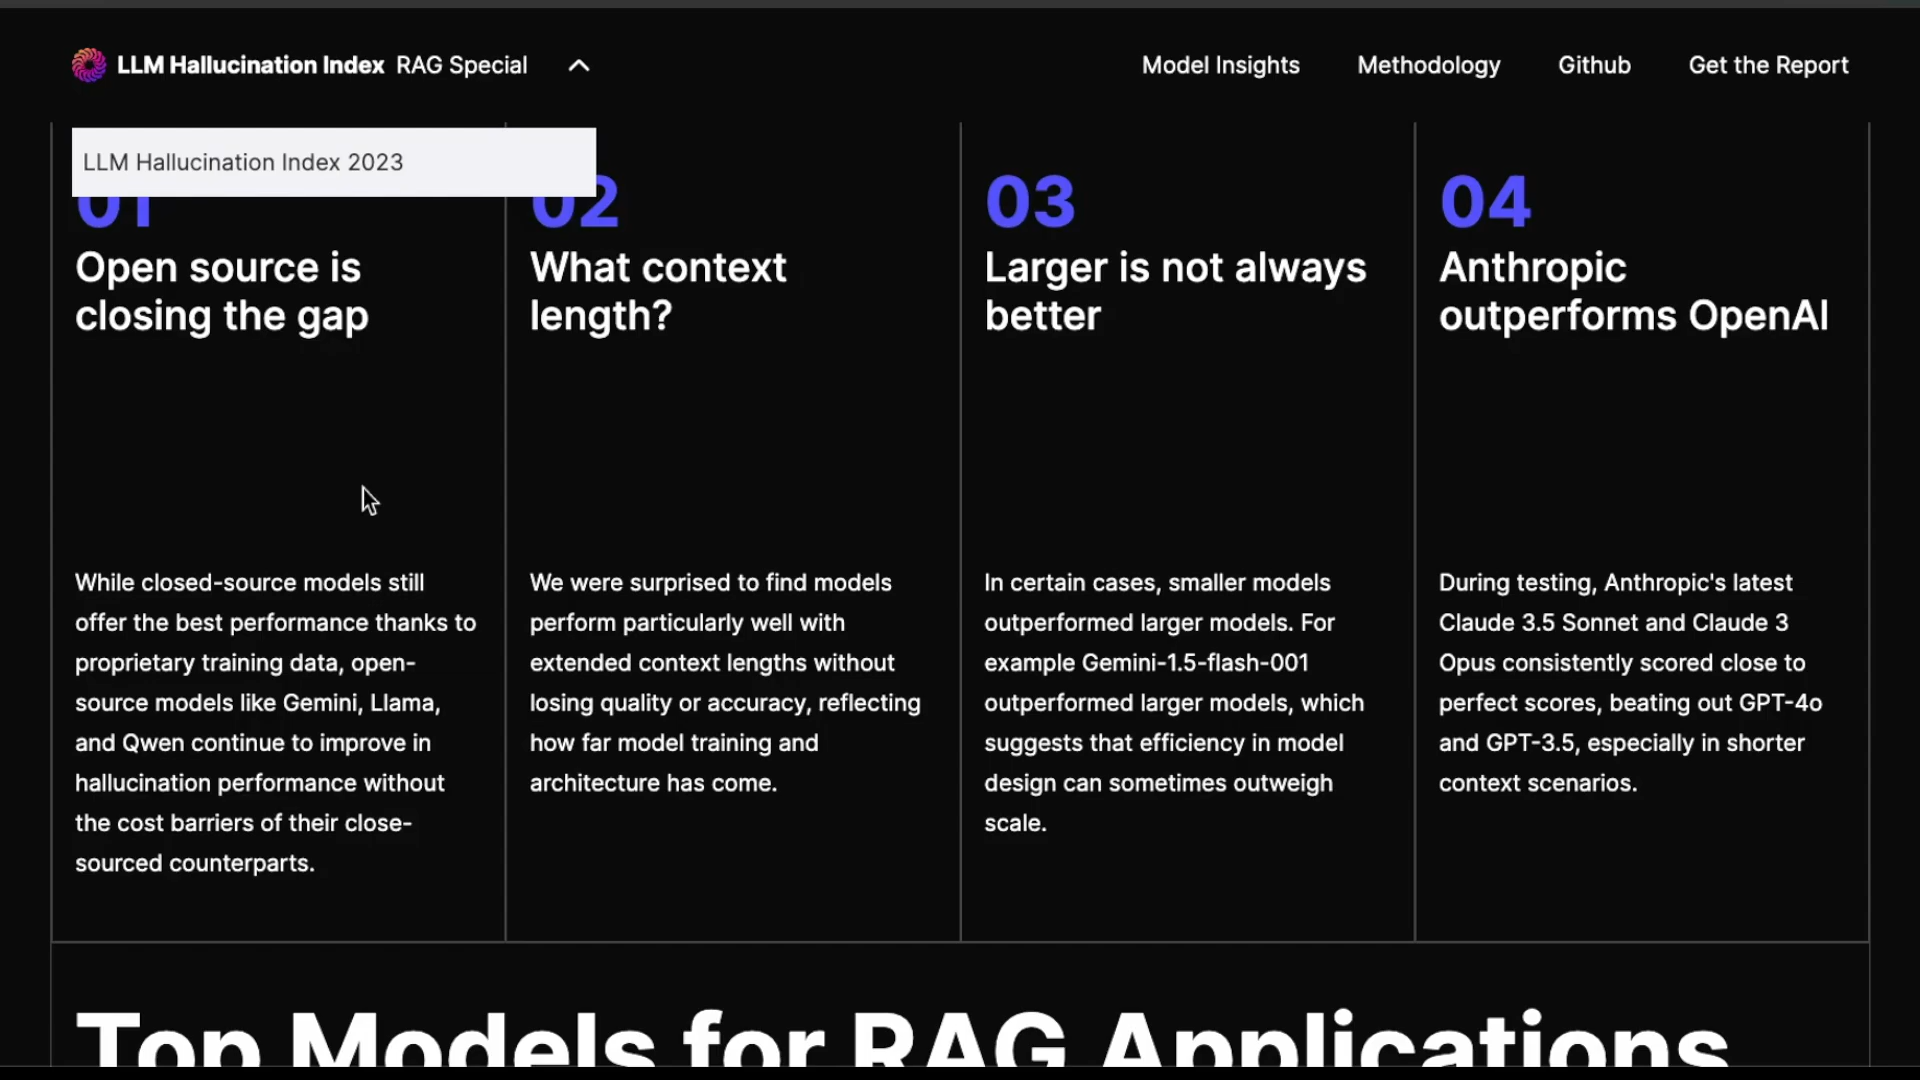 LLM Hallucination Index RAG Special
Model Insights
Methodology
Github
Get the Report
LLM Hallucination Index 2023
01
Open source is
closing the gap
While closed-source models still
offer the best performance thanks to
proprietary training data, open-
source models like Gemini, Llama,
and Qwen continue to improve in
hallucination performance without
the cost barriers of their close-
sourced counterparts.
02
What context
length?
We were surprised to find models
perform particularly well with
extended context lengths without
losing quality or accuracy, reflecting
how far model training and
architecture has come.
03
Larger is not always
better
In certain cases, smaller models
outperformed larger models. For
example Gemini-1.5-flash-001
outperformed larger models, which
suggests that efficiency in model
design can sometimes outweigh
scale.
04
Anthropic
outperforms OpenAI
During testing, Anthropic's latest
Claude 3.5 Sonnet and Claude 3
Opus consistently scored close to
perfect scores, beating out GPT-4o
and GPT-3.5, especially in shorter
context scenarios.
Top Models for RAG Applications